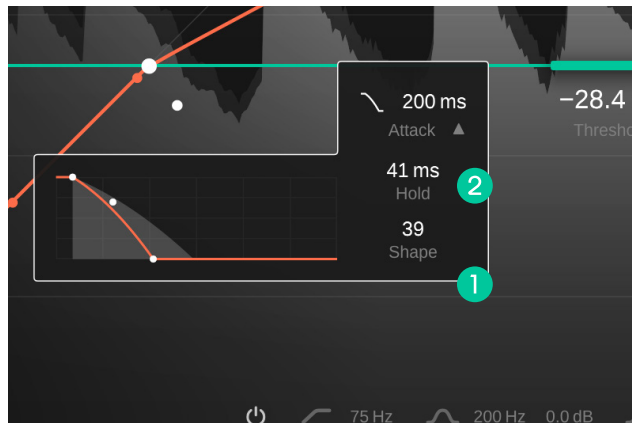 200 ms
Attack
−28.4
Thresho
41 ms
Hold
2
39
Shape
1
75 Hz
200 Hz
0.0 dB